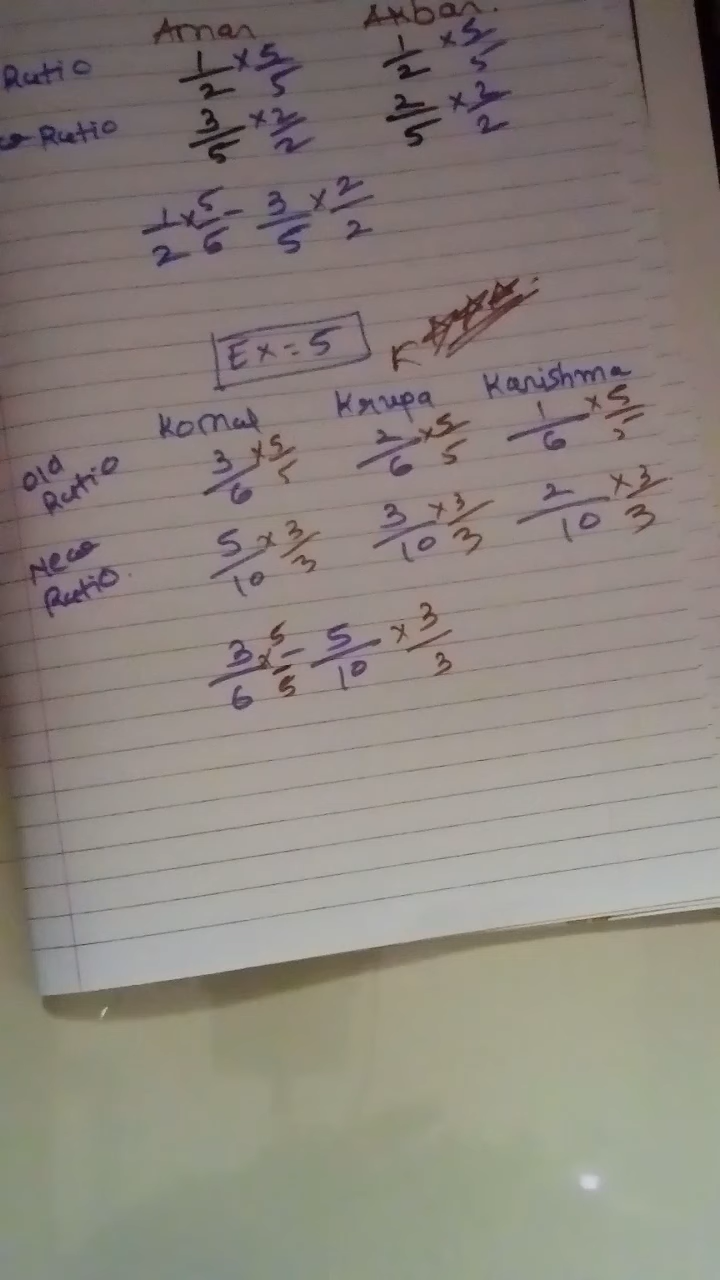 Amar Akbar.
Ratio 1/2 × 5/5 1/2 × 5/5
Ratio 3/5 × 2/2 2/5 × 2/2
1/2 × 5/5 - 3/5 × 2/2
Ex = 5
Komal Krupa Karishma
Old Ratio 3/6 × 5/5 2/6 × 5/5 1/6 × 5/5
New Ratio. 5/10 × 3/3 3/10 × 3/3 2/10 × 3/3
3/6 × 5/5 - 5/10 × 3/3